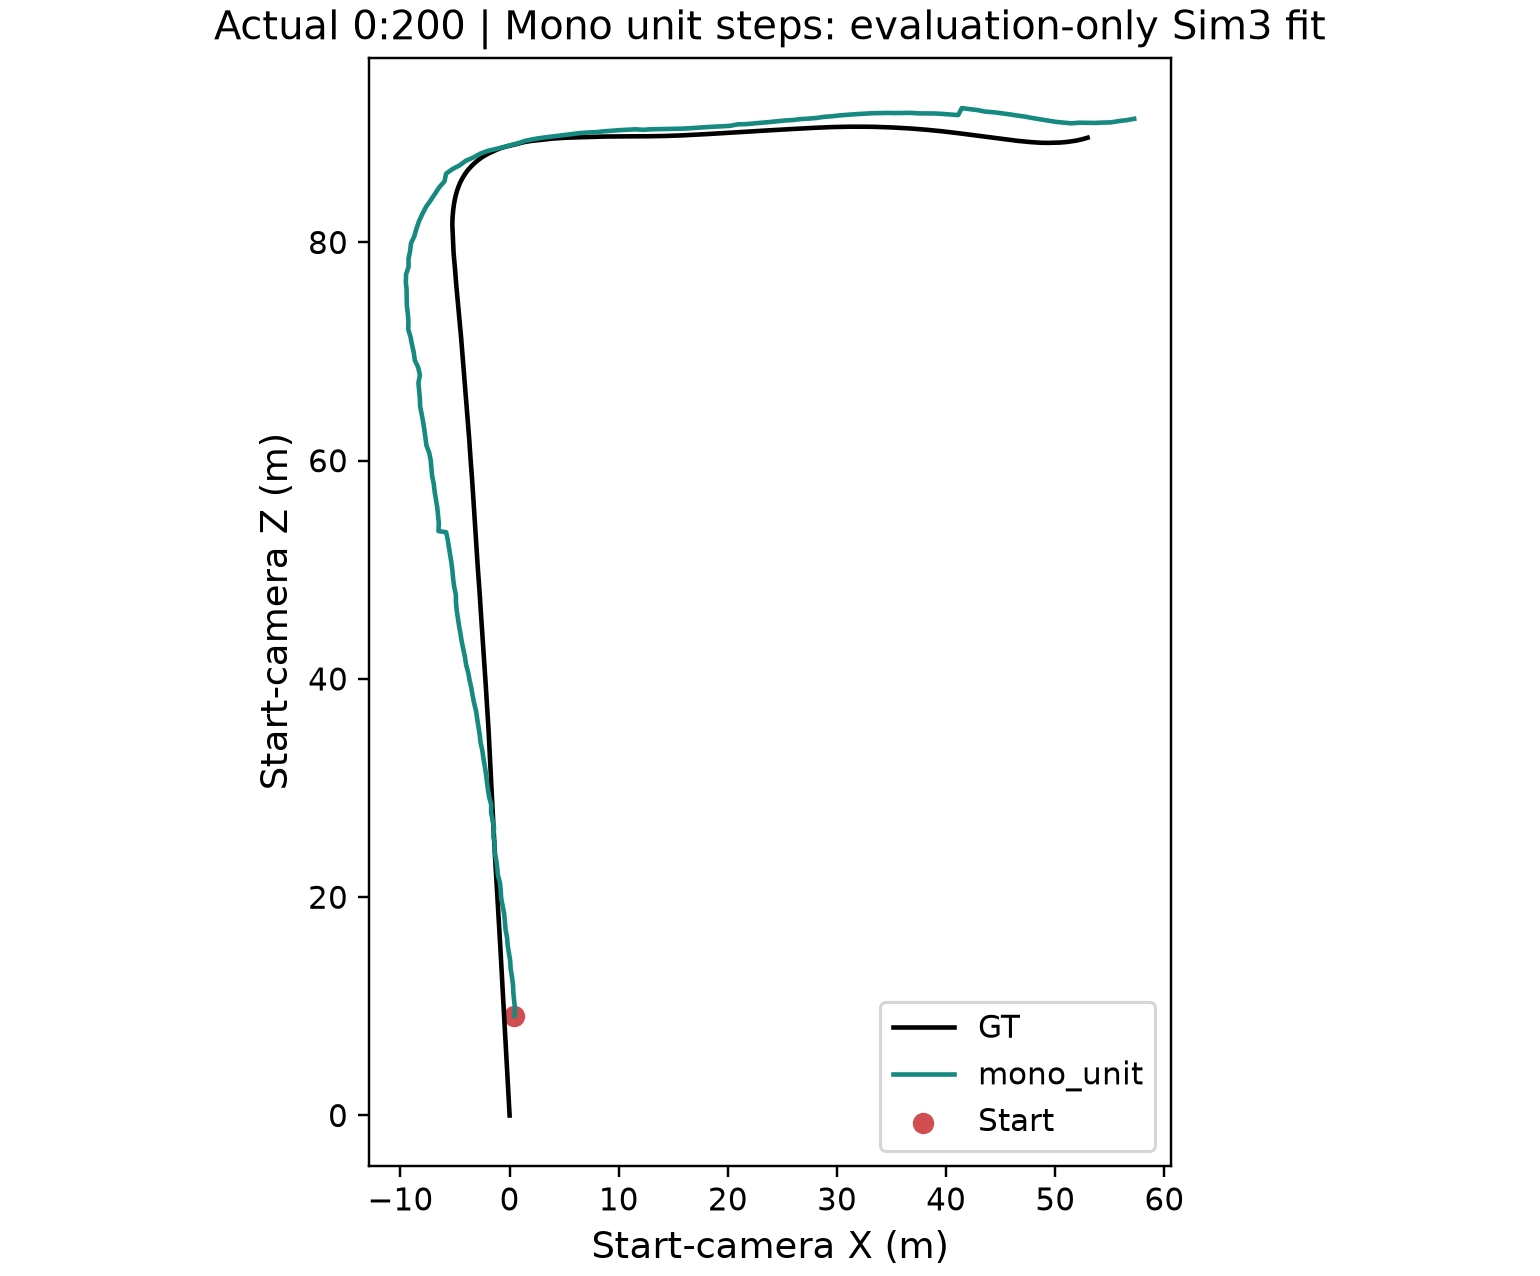 Actual 0:200 | Mono unit steps: evaluation-only Sim3 fit
Start-camera Z (m)
80
60
40
20
0
−10 0 10 20 30 40 50 60
Start-camera X (m)
GT
mono_unit
Start